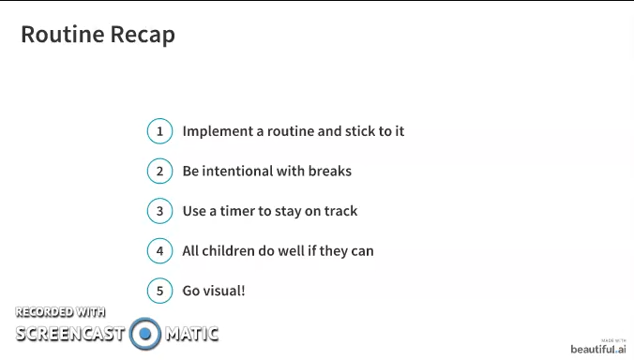 Routine Recap
1 Implement a routine and stick to it
2 Be intentional with breaks
3 Use a timer to stay on track
4 All children do well if they can
5 Go visual!
RECORDED WITH
SCREENCAST MATIC
MADE WITH
beautiful.ai